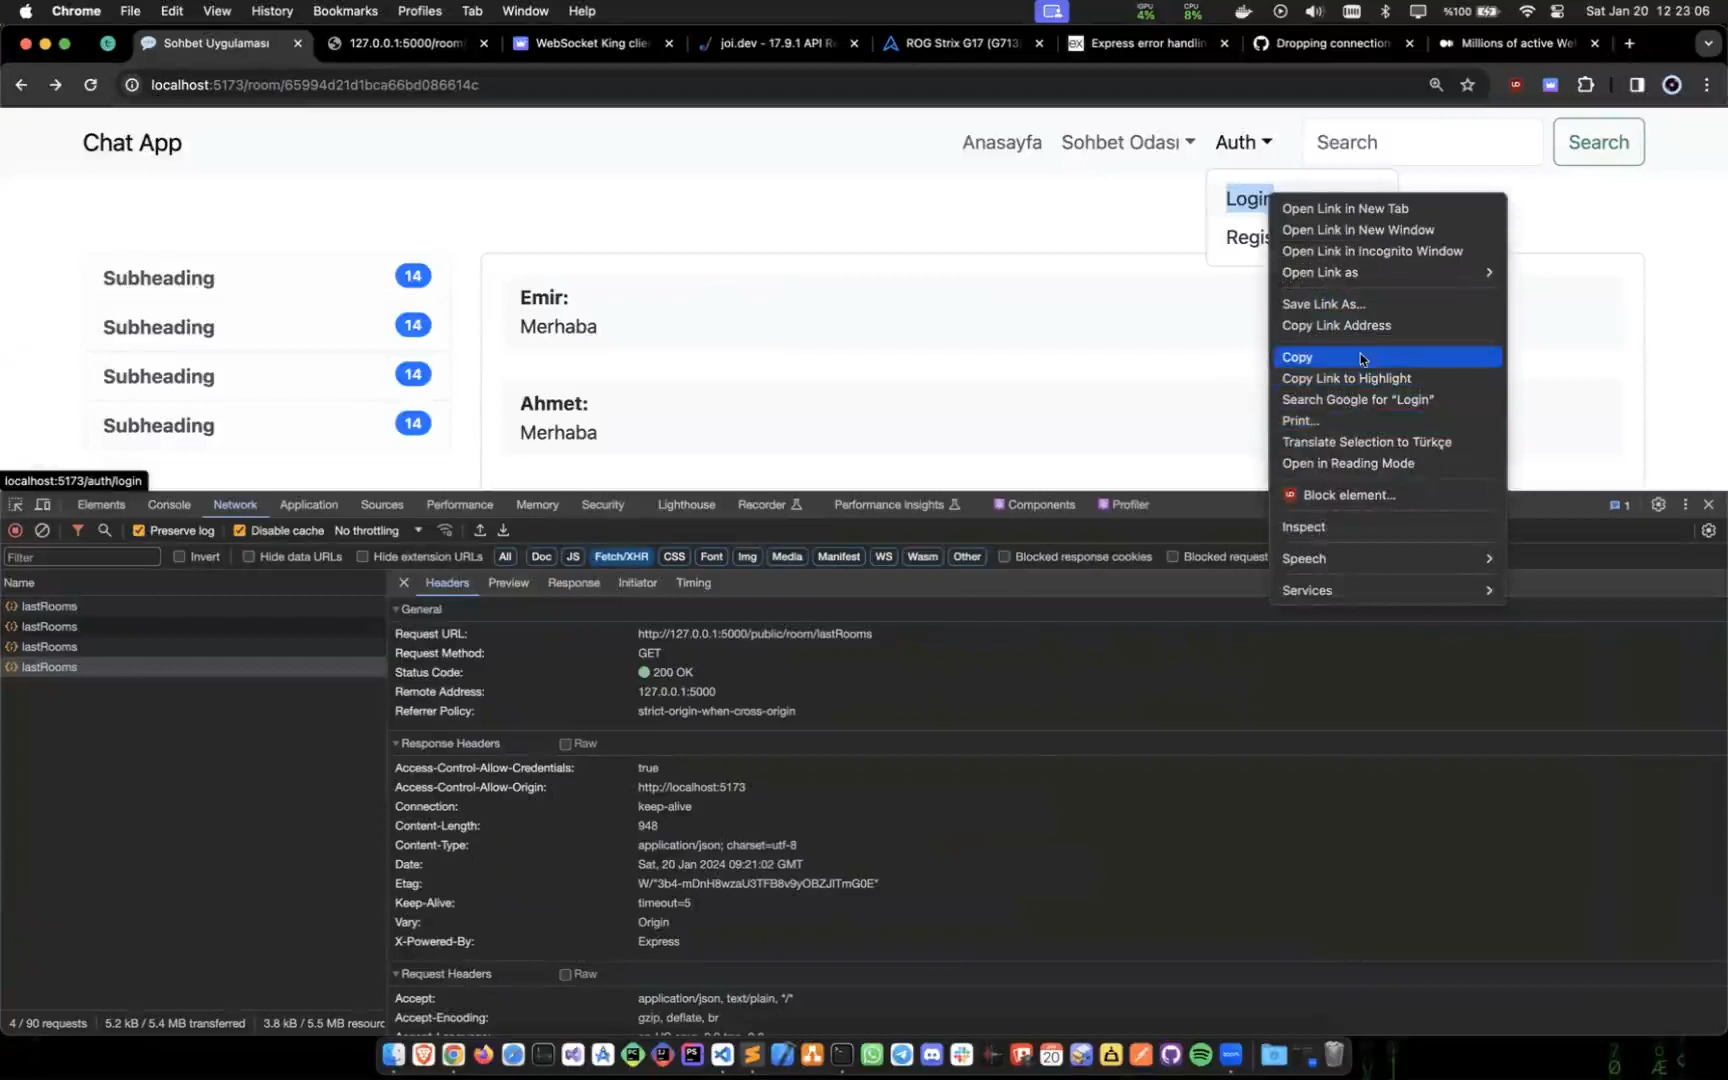 Chrome File Edit View History Bookmarks Profiles Tab Window Help
GPU 4% CPU 8% %100 Sat Jan 20 12 23 06
Sohbet Uygulaması 127.0.0.1:5000/room WebSocket King clie joi.dev - 17.9.1 API R ROG Strix G17 (G713 Express error handlin Dropping connection Millions of active We
localhost:5173/room/65994d21d1bca66bd086614c
Chat App Anasayfa Sohbet Odası Auth Search Search
Login
Regis
Open Link in New Tab
Open Link in New Window
Open Link in Incognito Window
Open Link as
Save Link As...
Copy Link Address
Copy
Copy Link to Highlight
Search Google for “Login”
Print...
Translate Selection to Türkçe
Open in Reading Mode
Block element...
Inspect
Speech
Services
Subheading 14
Subheading 14
Subheading 14
Subheading 14
Emir:
Merhaba
Ahmet:
Merhaba
localhost:5173/auth/login
Elements Console Network Application Sources Performance Memory Security Lighthouse Recorder Performance Insights Components Profiler 1
Preserve log Disable cache No throttling
Filter Invert Hide data URLs Hide extension URLs All Doc JS Fetch/XHR CSS Font Img Media Manifest WS Wasm Other Blocked response cookies Blocked request
Name
lastRooms
lastRooms
lastRooms
lastRooms
Headers Preview Response Initiator Timing
General
Request URL: http://127.0.0.1:5000/public/room/lastRooms
Request Method: GET
Status Code: 200 OK
Remote Address: 127.0.0.1:5000
Referrer Policy: strict-origin-when-cross-origin
Response Headers Raw
Access-Control-Allow-Credentials: true
Access-Control-Allow-Origin: http://localhost:5173
Connection: keep-alive
Content-Length: 948
Content-Type: application/json; charset=utf-8
Date: Sat, 20 Jan 2024 09:21:02 GMT
Etag: W/"3b4-mDnH8wzaU3TFB8v9yOBZJITmG0E"
Keep-Alive: timeout=5
Vary: Origin
X-Powered-By: Express
Request Headers Raw
Accept: application/json, text/plain, */*
Accept-Encoding: gzip, deflate, br
4 / 90 requests 5.2 kB / 5.4 MB transferred 3.8 kB / 5.5 MB resourc